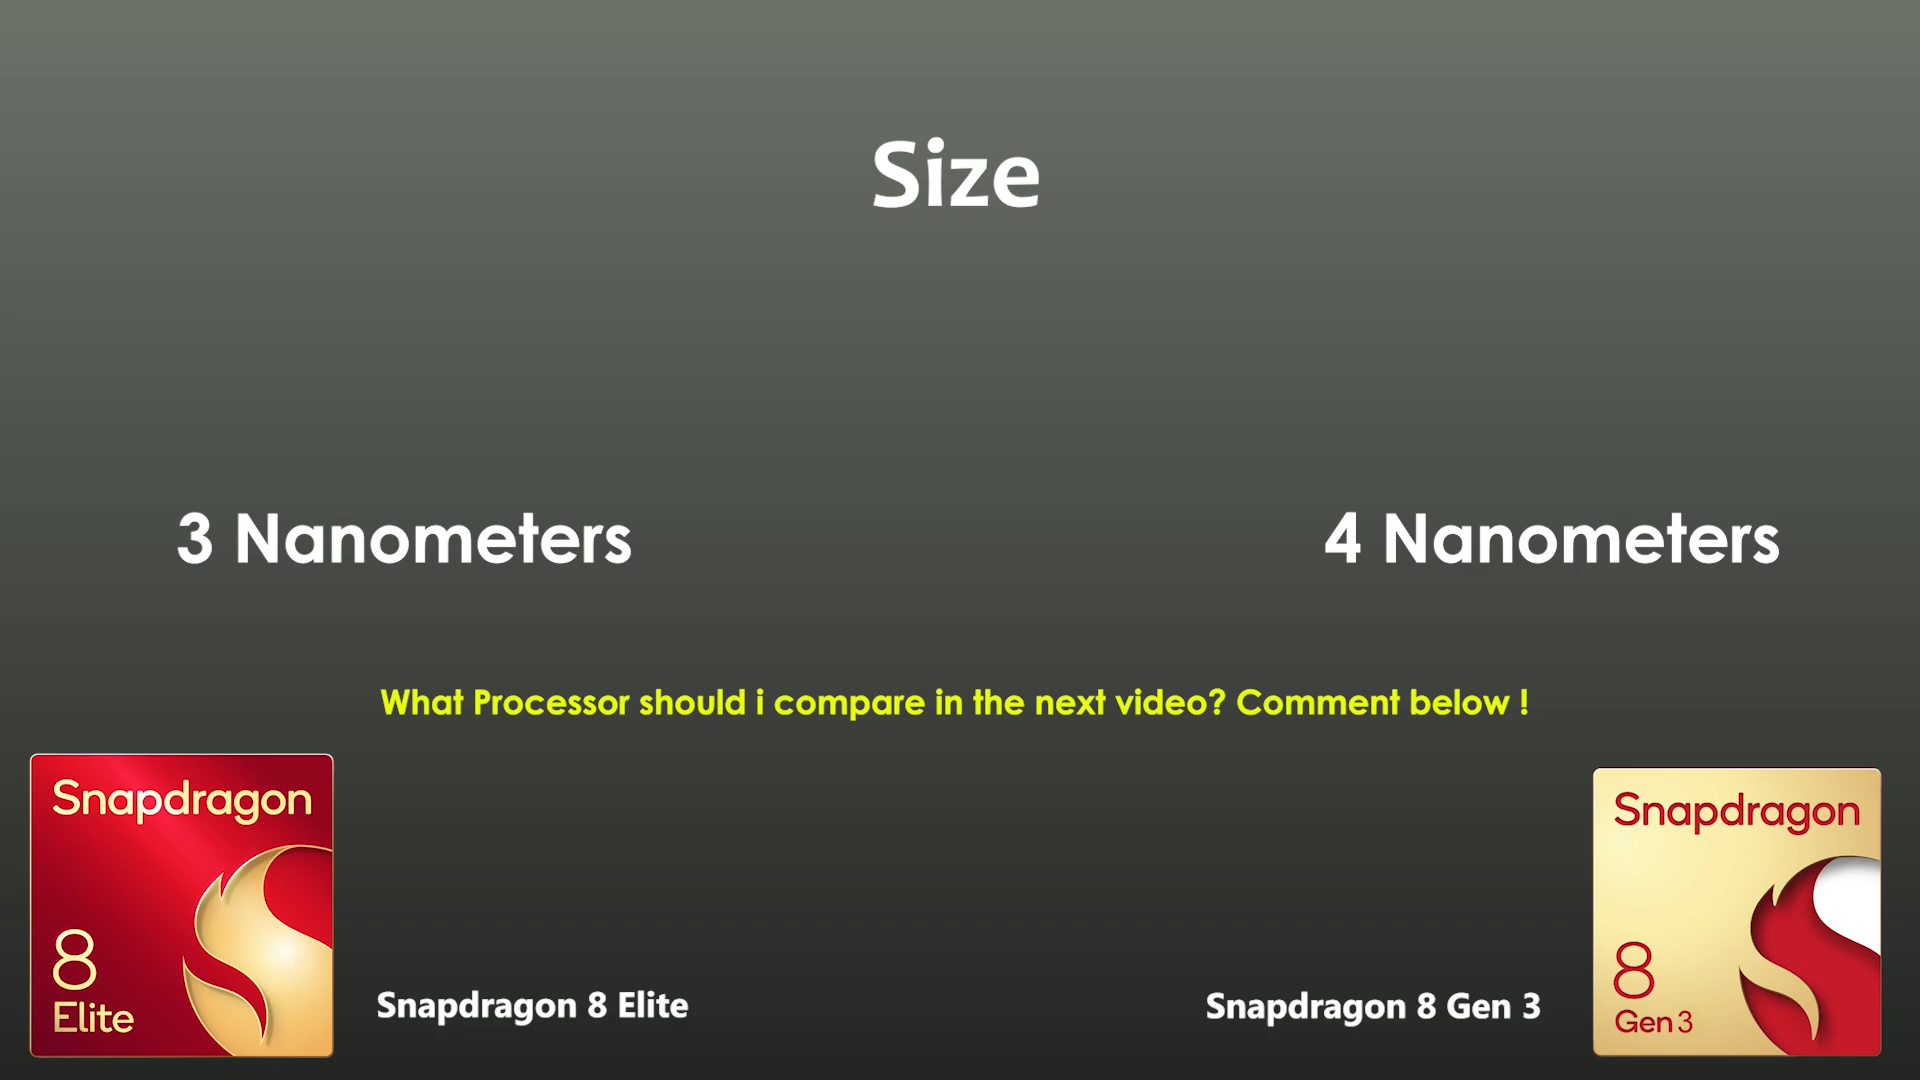 Size
3 Nanometers
4 Nanometers
What Processor should i compare in the next video? Comment below !
Snapdragon
8
Elite
Snapdragon 8 Elite
Snapdragon 8 Gen 3
Snapdragon
8
Gen 3